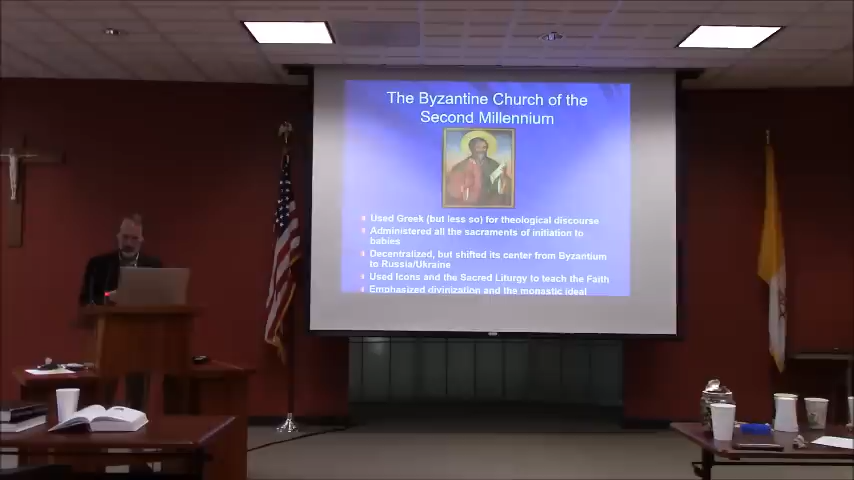 The Byzantine Church of the
Second Millennium
Used Greek (but less so) for theological discourse
Administered all the sacraments of initiation to
babies
Decentralized, but shifted its center from Byzantium
to Russia/Ukraine
Used Icons and the Sacred Liturgy to teach the Faith
Emphasized divinization and the monastic ideal